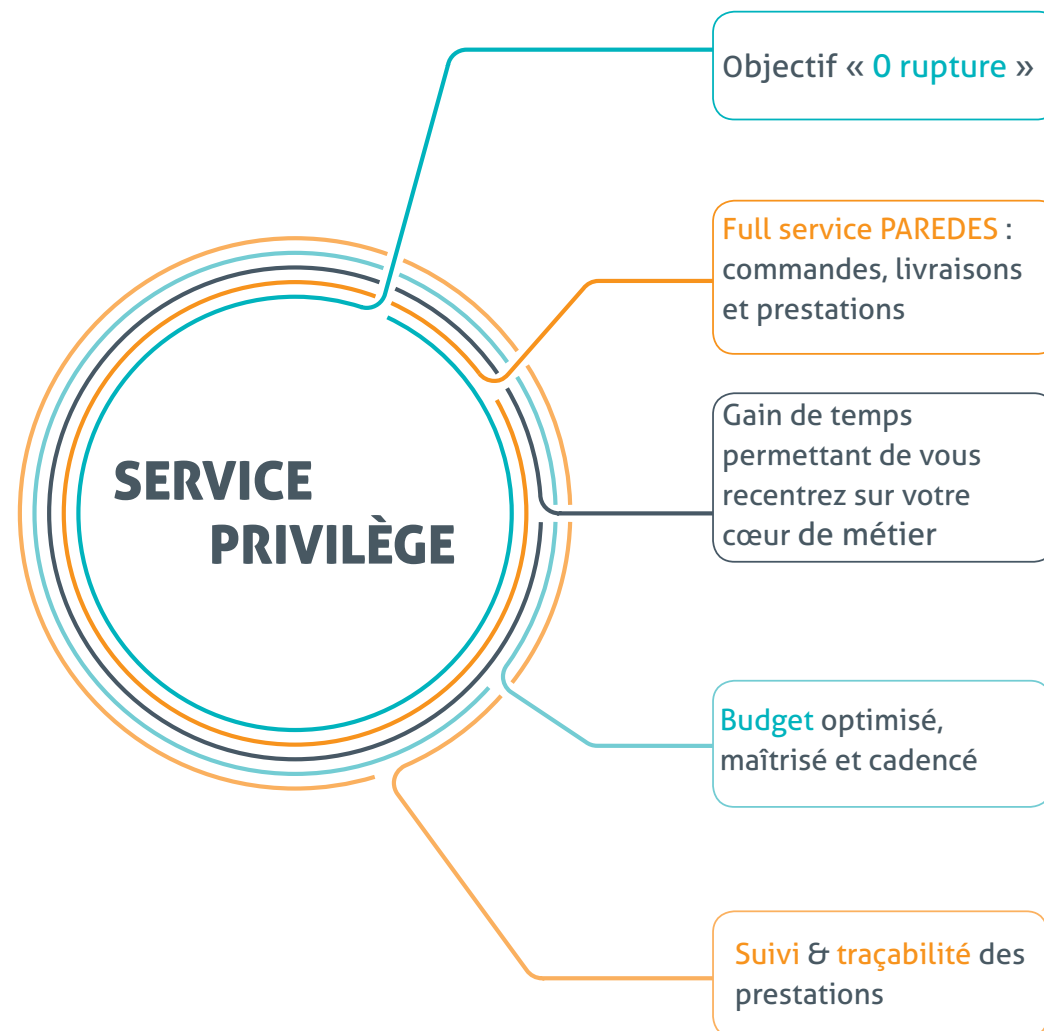 SERVICE
PRIVILÈGE
Objectif « 0 rupture »
Full service PAREDES :
commandes, livraisons
et prestations
Gain de temps
permettant de vous
recentrez sur votre
cœur de métier
Budget optimisé,
maîtrisé et cadencé
Suivi & traçabilité des
prestations